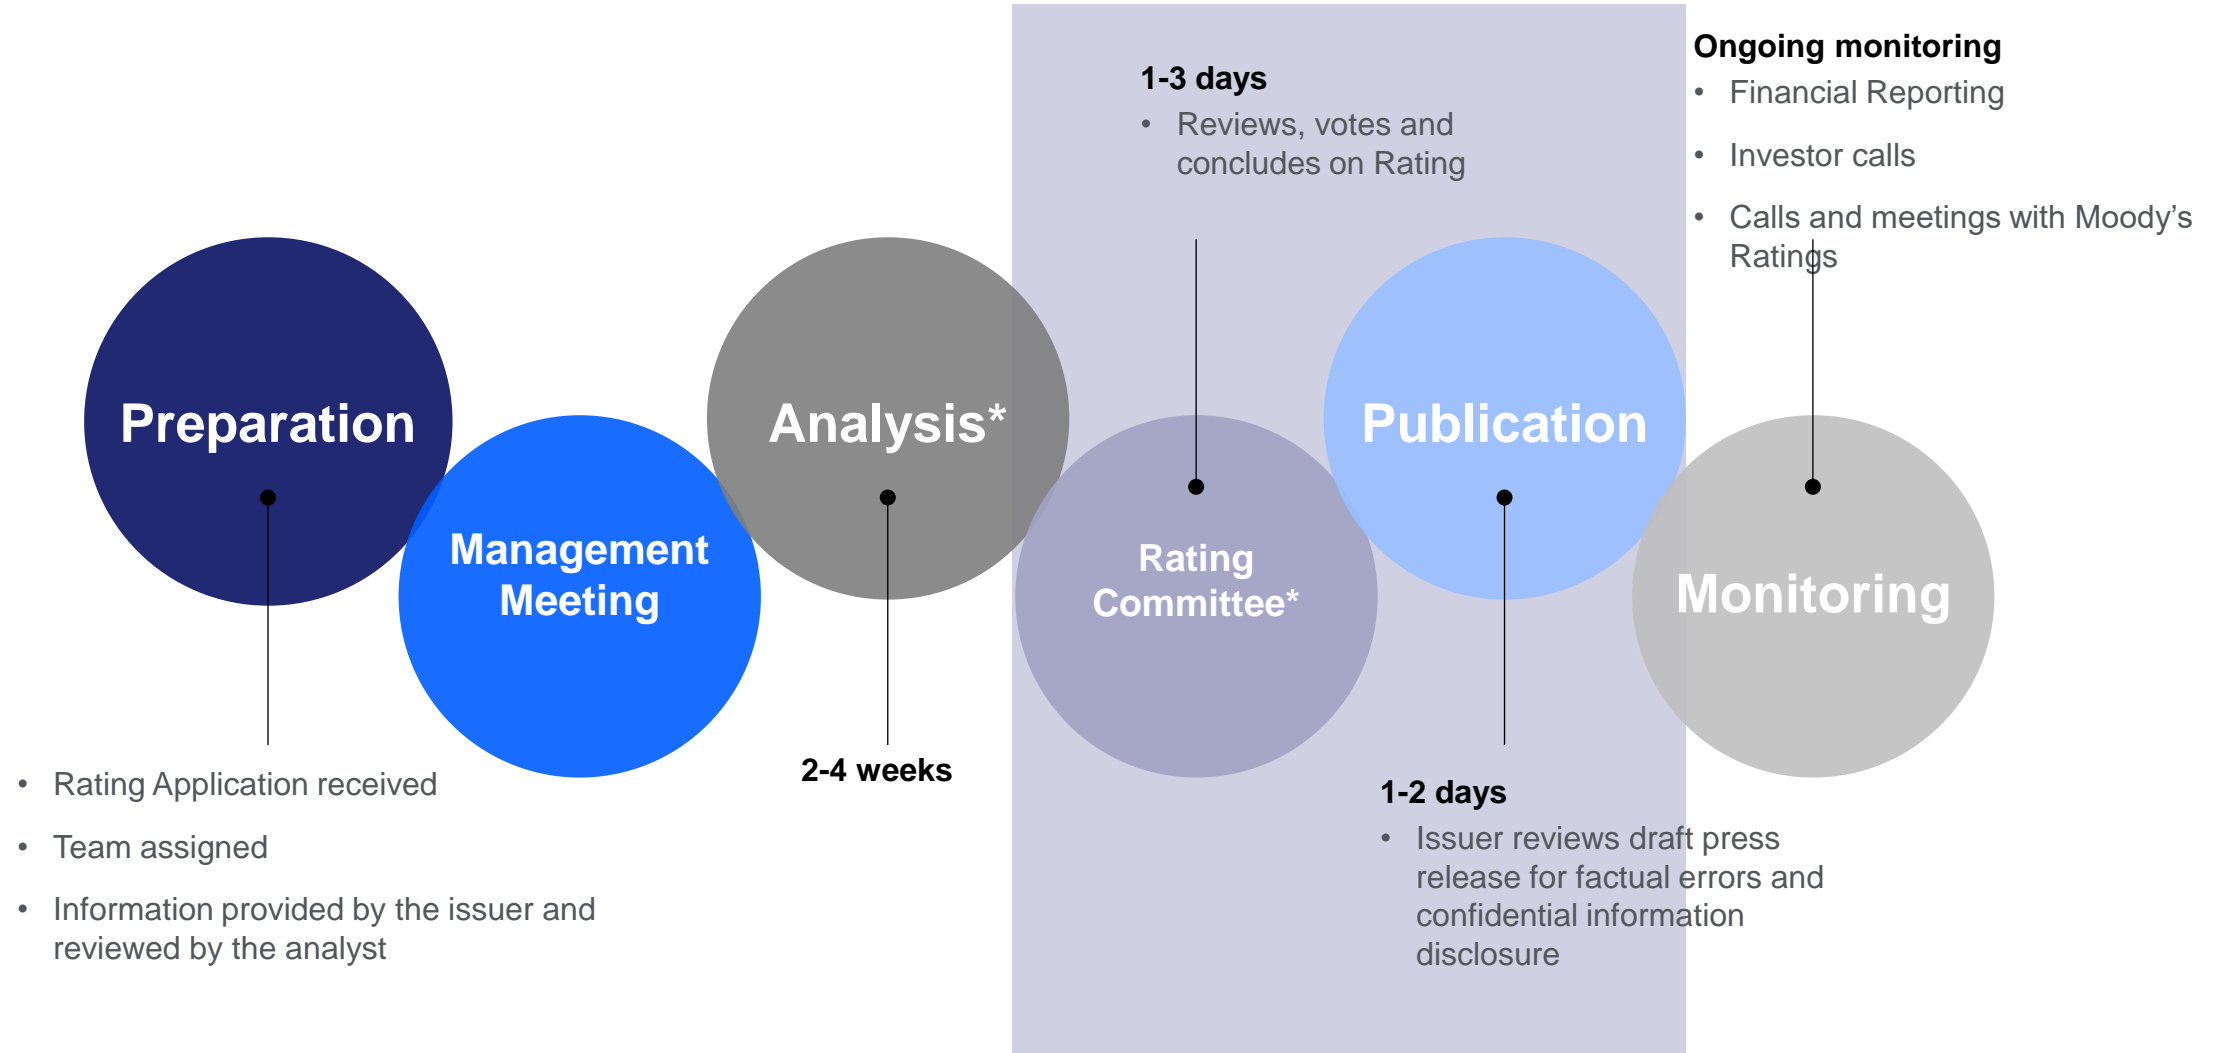 Preparation
• Rating Application received
• Team assigned
• Information provided by the issuer and
reviewed by the analyst
Management
Meeting
Analysis*
2-4 weeks
1-3 days
• Reviews, votes and
concludes on Rating
Rating
Committee*
Publication
1-2 days
• Issuer reviews draft press
release for factual errors and
confidential information
disclosure
Ongoing monitoring
• Financial Reporting
• Investor calls
• Calls and meetings with Moody’s
Ratings
Monitoring